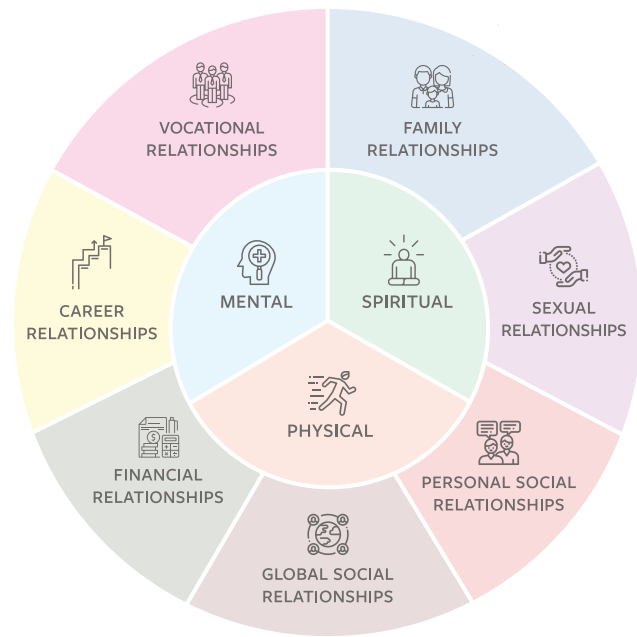 VOCATIONAL
RELATIONSHIPS
FAMILY
RELATIONSHIPS
MENTAL
SPIRITUAL
CAREER
RELATIONSHIPS
SEXUAL
RELATIONSHIPS
PHYSICAL
FINANCIAL
RELATIONSHIPS
PERSONAL SOCIAL
RELATIONSHIPS
GLOBAL SOCIAL
RELATIONSHIPS